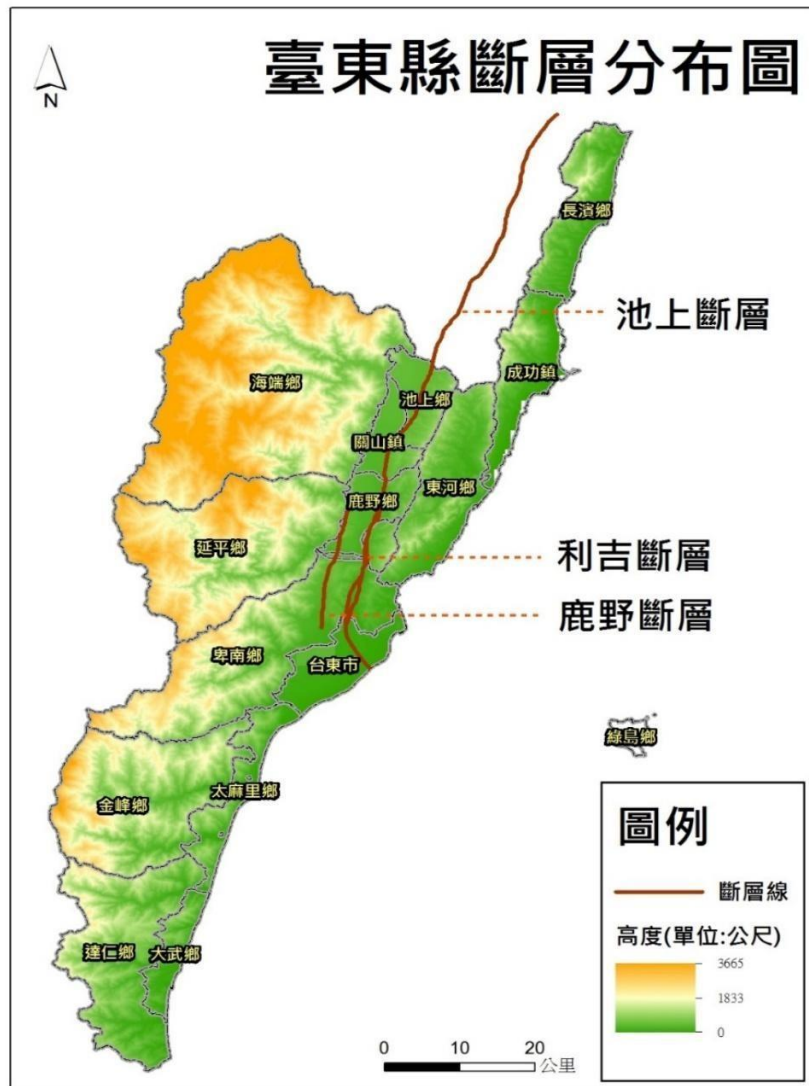 臺東縣斷層分布圖
N
長濱鄉
池上斷層
海端鄉
成功鎮
池上鄉
關山鎮
東河鄉
鹿野鄉
延平鄉
利吉斷層
鹿野斷層
卑南鄉
台東市
綠島鄉
太麻里鄉
金峰鄉
達仁鄉
大武鄉
圖例
斷層線
高度(單位:公尺)
3665
1833
0
0 10 20
公里